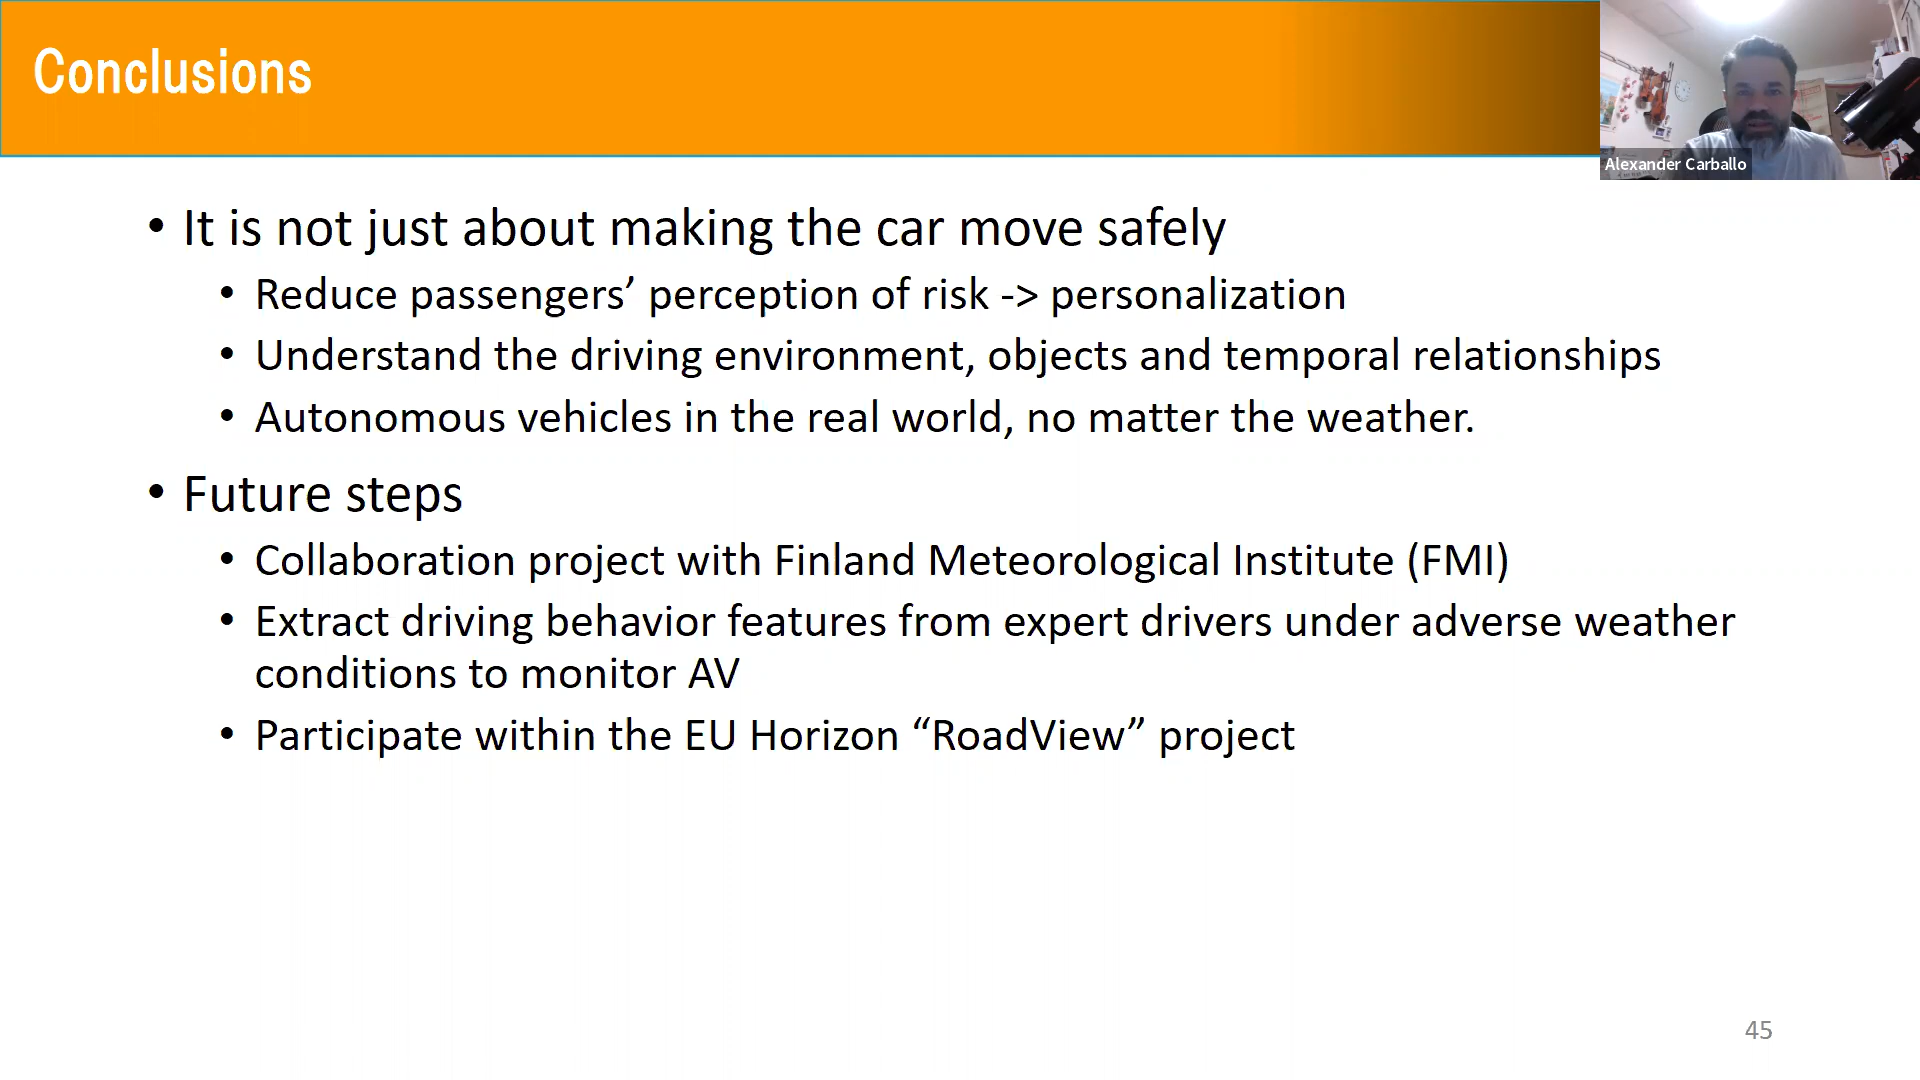 Conclusions
Alexander Carballo
• It is not just about making the car move safely
• Reduce passengers’ perception of risk -> personalization
• Understand the driving environment, objects and temporal relationships
• Autonomous vehicles in the real world, no matter the weather.
• Future steps
• Collaboration project with Finland Meteorological Institute (FMI)
• Extract driving behavior features from expert drivers under adverse weather
conditions to monitor AV
• Participate within the EU Horizon “RoadView” project
45